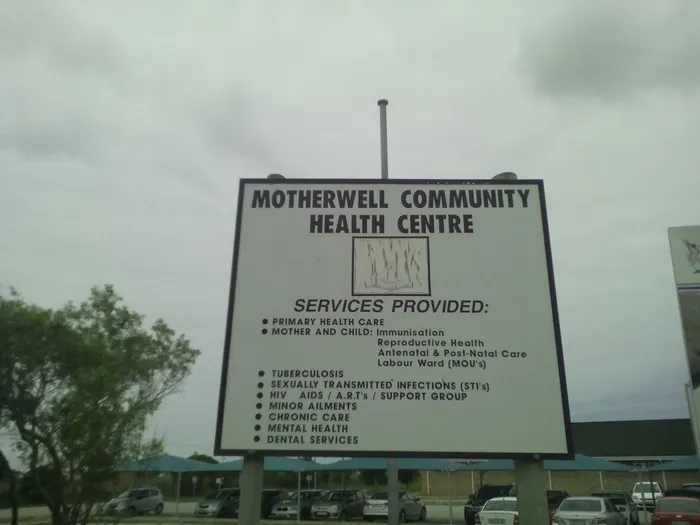 MOTHERWELL COMMUNITY
HEALTH CENTRE
SERVICES PROVIDED:
● PRIMARY HEALTH CARE
● MOTHER AND CHILD: Immunisation
Reproductive Health
Antenatal & Post-Natal Care
Labour Ward (MOU's)
● TUBERCULOSIS
● SEXUALLY TRANSMITTED INFECTIONS (STI's)
● HIV AIDS / A.R.T's / SUPPORT GROUP
● MINOR AILMENTS
● CHRONIC CARE
● MENTAL HEALTH
● DENTAL SERVICES